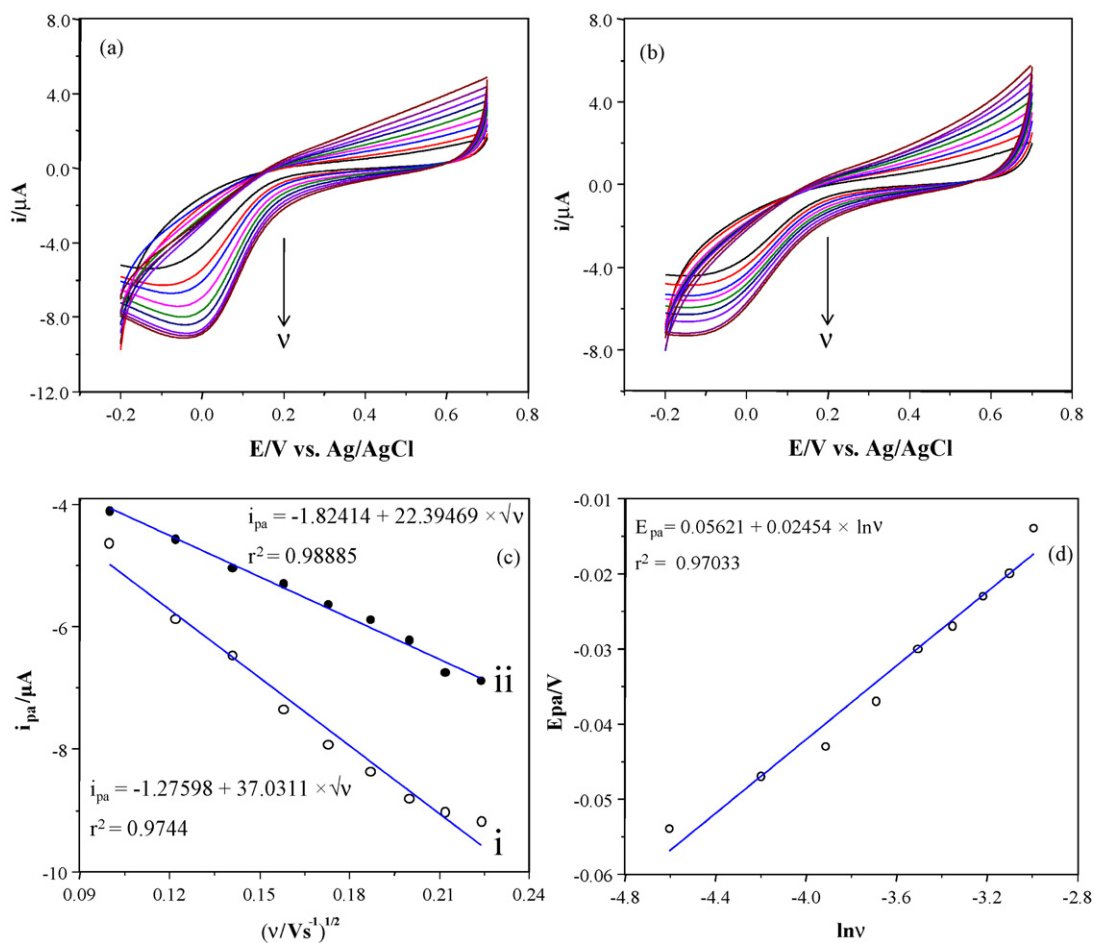 (a)
8.0
4.0
0.0
-4.0
-8.0
-12.0
i/μA
ν
-0.2 0.0 0.2 0.4 0.6 0.8
E/V vs. Ag/AgCl
(b)
8.0
4.0
0.0
-4.0
-8.0
i/μA
ν
-0.2 0.0 0.2 0.4 0.6 0.8
E/V vs. Ag/AgCl
-4
-6
-8
-10
i_pa/μA
i_pa = -1.82414 + 22.39469 ×√ν
r² = 0.98885
(c)
ii
i_pa = -1.27598 + 37.0311 ×√ν
r² = 0.9744
i
0.09 0.12 0.15 0.18 0.21 0.24
(ν/Vs⁻¹)^1/2
-0.01
-0.02
-0.03
-0.04
-0.05
-0.06
Epa/V
E_pa = 0.05621 + 0.02454 × lnν
r² = 0.97033
(d)
-4.8 -4.4 -4.0 -3.6 -3.2 -2.8
lnν